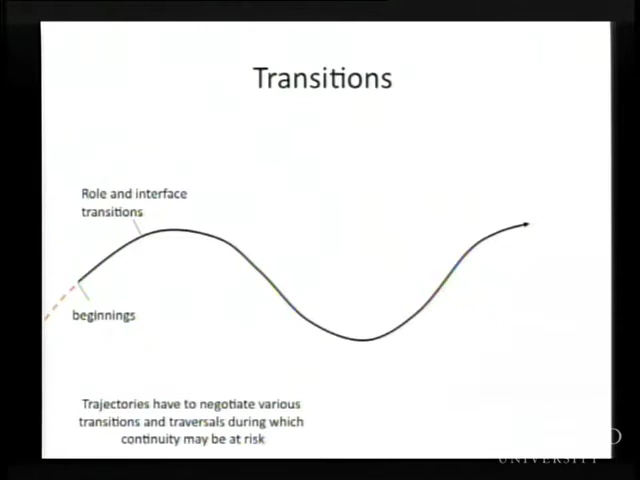 Transitions
Role and interface
transitions
beginnings
Trajectories have to negotiate various
transitions and traversals during which
continuity may be at risk
UNIVERSITY